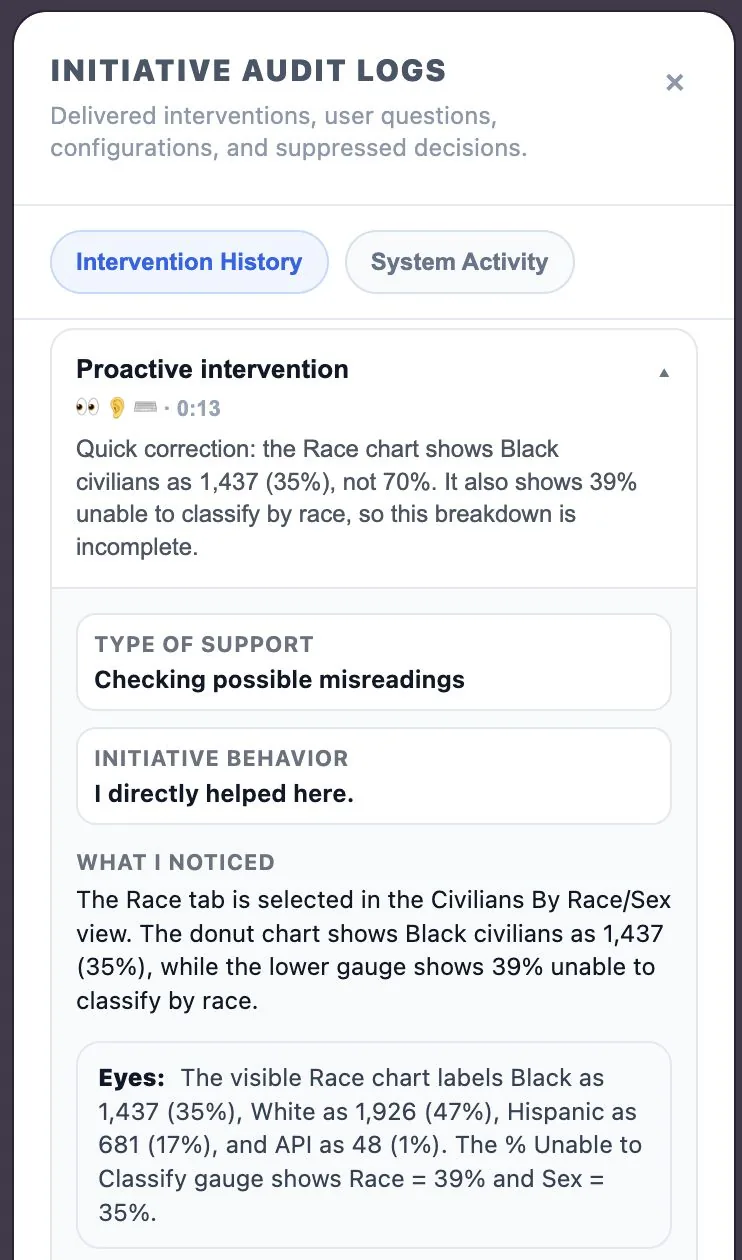 INITIATIVE AUDIT LOGS
×
Delivered interventions, user questions,
configurations, and suppressed decisions.
Intervention History
System Activity
Proactive intervention
▲
👀 👂 ⌨️ · 0:13
Quick correction: the Race chart shows Black
civilians as 1,437 (35%), not 70%. It also shows 39%
unable to classify by race, so this breakdown is
incomplete.
TYPE OF SUPPORT
Checking possible misreadings
INITIATIVE BEHAVIOR
I directly helped here.
WHAT I NOTICED
The Race tab is selected in the Civilians By Race/Sex
view. The donut chart shows Black civilians as 1,437
(35%), while the lower gauge shows 39% unable to
classify by race.
Eyes: The visible Race chart labels Black as
1,437 (35%), White as 1,926 (47%), Hispanic as
681 (17%), and API as 48 (1%). The % Unable to
Classify gauge shows Race = 39% and Sex =
35%.